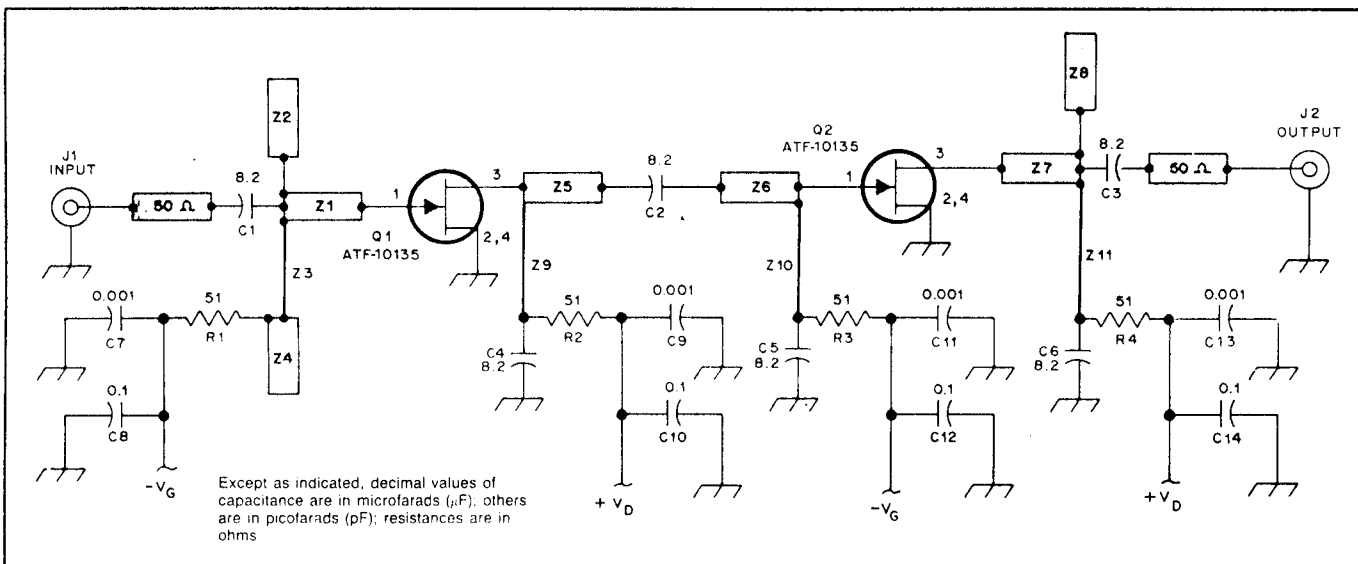 Z8
Z2
Q2
ATF-10135
J2
OUTPUT
J1
INPUT
8.2
3
8.2
3
Z7
8.2
C3
50 Ω
50 Ω
C1
Z1
1
Z5
C2
Z6
1
2,4
Q1
ATF-10135
2,4
Z3
Z9
Z10
Z11
0.001
C7
51
R1
Z4
51
R2
0.001
C9
51
R3
0.001
C11
51
R4
0.001
C13
C4
8.2
C5
8.2
C6
8.2
0.1
C8
0.1
C10
0.1
C12
0.1
C14
-VG
+ VD
-VG
+VD
Except as indicated, decimal values of
capacitance are in microfarads (μF); others
are in picofarads (pF); resistances are in
ohms